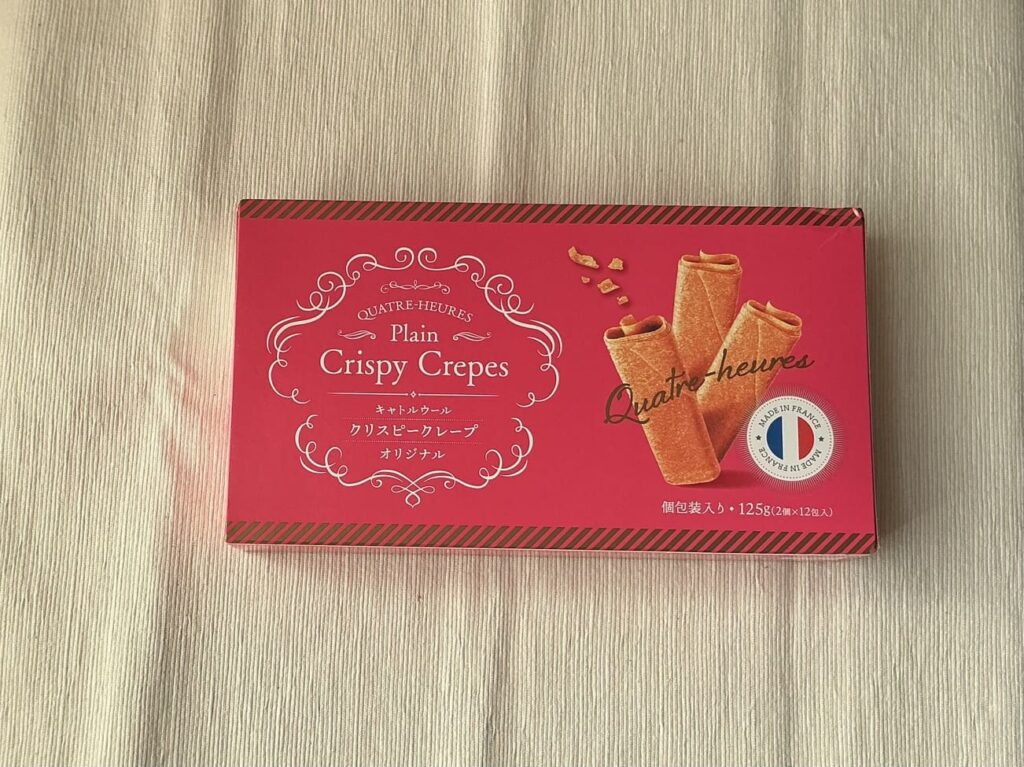 QUATRE-HEURES
Plain
Crispy Crepes
キャトルウール
クリスピークレープ
オリジナル
Quatre-heures
MADE IN FRANCE
MADE IN FRANCE
個包装入り・125g(2個×12包入)